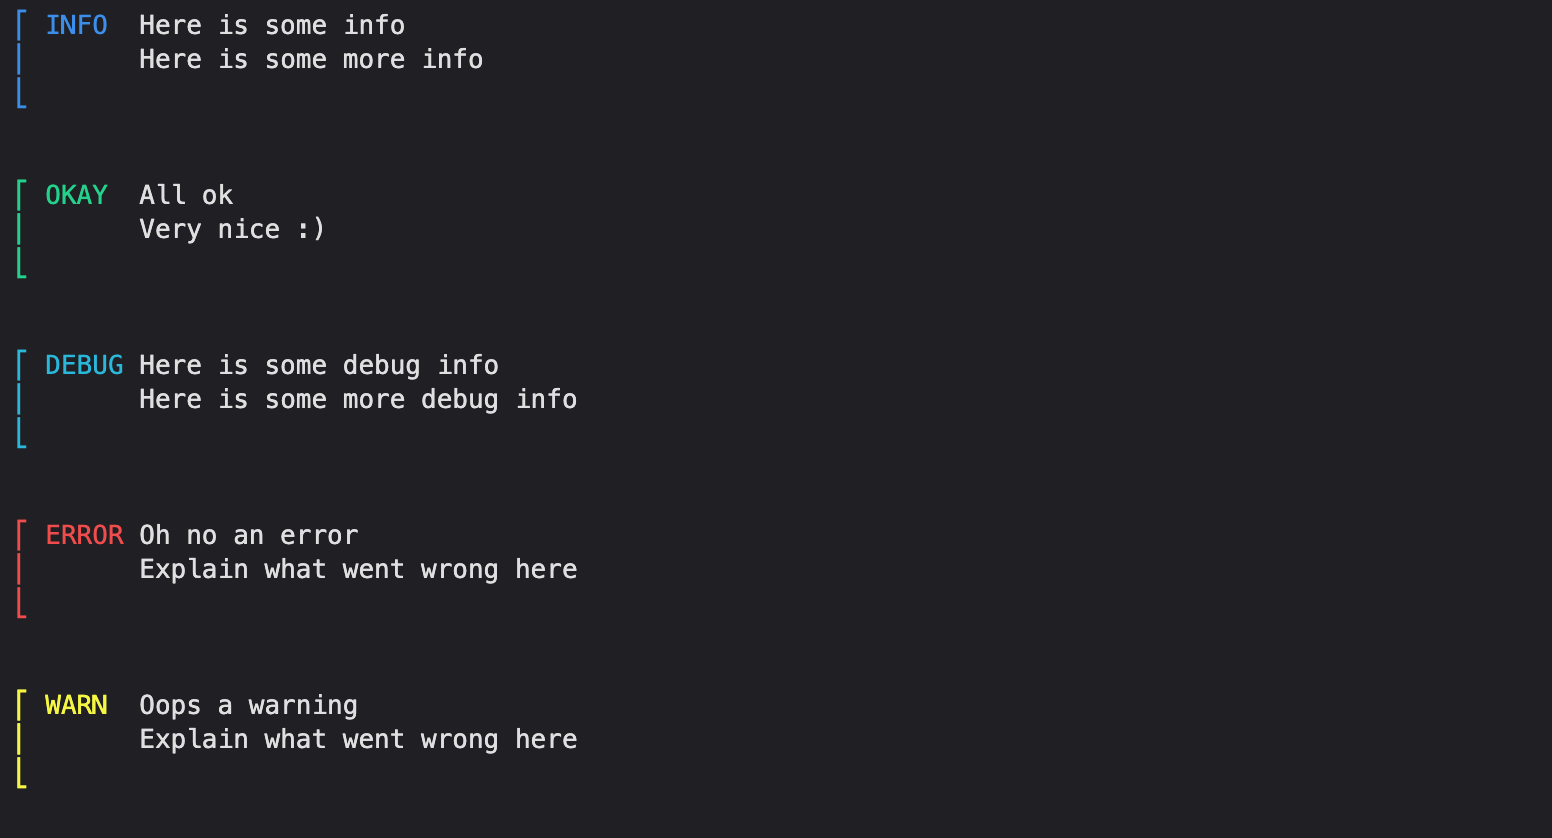 INFO  Here is some info
Here is some more info
OKAY  All ok
Very nice :)
DEBUG Here is some debug info
Here is some more debug info
ERROR Oh no an error
Explain what went wrong here
WARN  Oops a warning
Explain what went wrong here